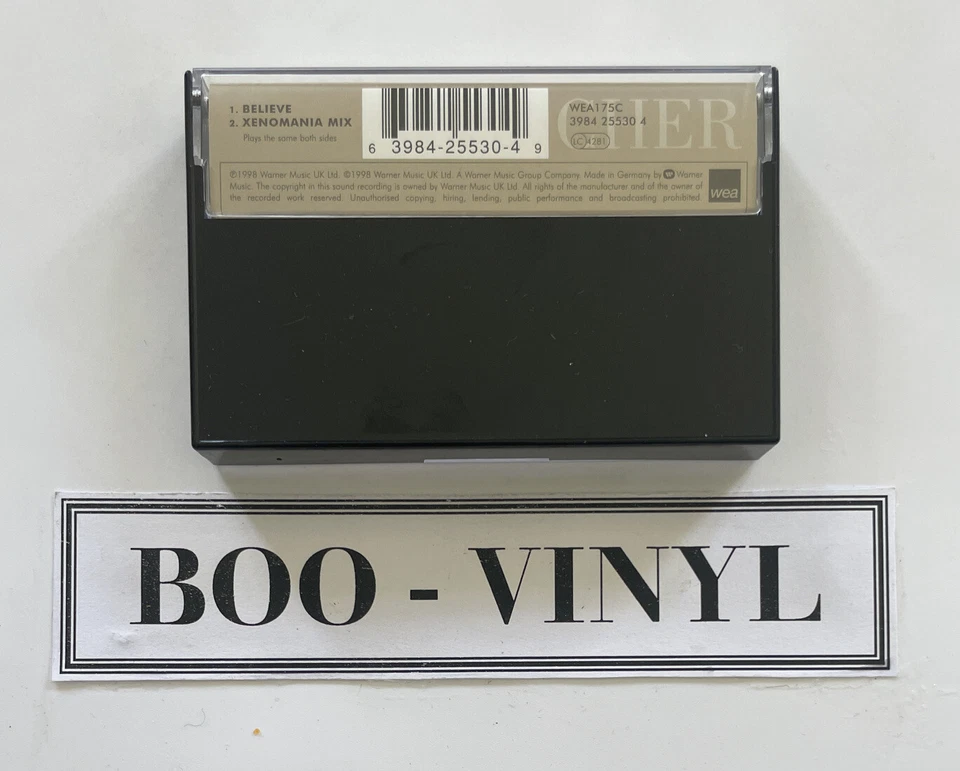 1. BELIEVE
2. XENOMANIA MIX
Plays the same both sides
6 3984-25530-4 9
CHER
WEA175C
3984 25530 4
LC 4281
℗1998 Warner Music UK Ltd. ©1998 Warner Music UK Ltd. A Warner Music Group Company. Made in Germany by Warner
Music. The copyright in this sound recording is owned by Warner Music UK Ltd. All rights of the manufacturer and of the owner of
the recorded work reserved. Unauthorised copying, hiring, lending, public performance and broadcasting prohibited.
wea
BOO - VINYL